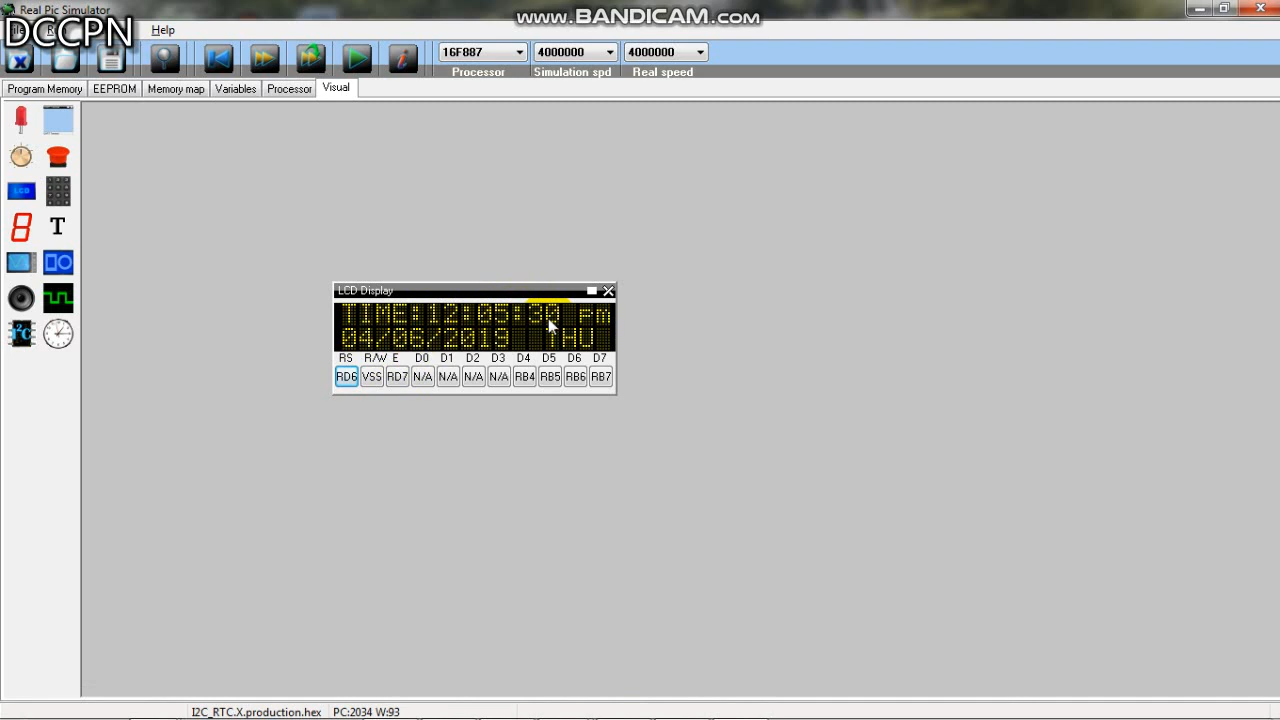 Real Pic Simulator
www.BANDICAM.com
DCCPN
Help
16F887
4000000
4000000
Processor
Simulation spd
Real speed
Program Memory
EEPROM
Memory map
Variables
Processor
Visual
LCD
8
T
I²C
LCD Display
TIME:12:05:30 pm
04/06/2019 THU
RS R/W E D0 D1 D2 D3 D4 D5 D6 D7
RD6 VSS RD7 N/A N/A N/A N/A RB4 RB5 RB6 RB7
I2C_RTC.X.production.hex
PC:2034 W:93